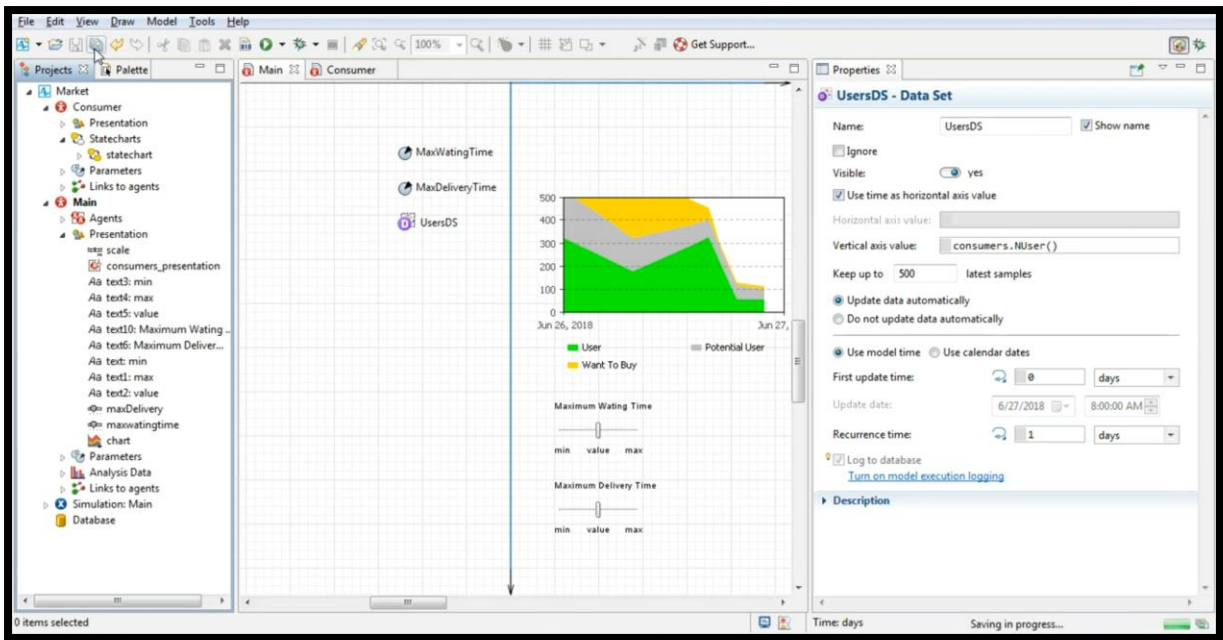 File Edit View Draw Model Tools Help
100% Get Support...
Projects Palette
Market
Consumer
Presentation
Statecharts
statechart
Parameters
Links to agents
Main
Agents
Presentation
scale
consumers_presentation
Aa text3: min
Aa text4: max
Aa text5: value
Aa text10: Maximum Wating ..
Aa text6: Maximum Deliver...
Aa text: min
Aa text1: max
Aa text2: value
maxDelivery
maxwatingtime
chart
Parameters
Analysis Data
Links to agents
Simulation: Main
Database
Main Consumer
MaxWatingTime
MaxDeliveryTime
UsersDS
500
400
300
200
100
0
Jun 26, 2018 Jun 27,
User Potential User
Want To Buy
Maximum Wating Time
min value max
Maximum Delivery Time
min value max
Properties
UsersDS - Data Set
Name: UsersDS Show name
Ignore
Visible: yes
Use time as horizontal axis value
Horizontal axis value:
Vertical axis value: consumers.NUser()
Keep up to 500 latest samples
Update data automatically
Do not update data automatically
Use model time Use calendar dates
First update time: 0 days
Update date: 6/27/2018 8:00:00 AM
Recurrence time: 1 days
Log to database
Turn on model execution logging
Description
0 items selected
Time: days Saving in progress...